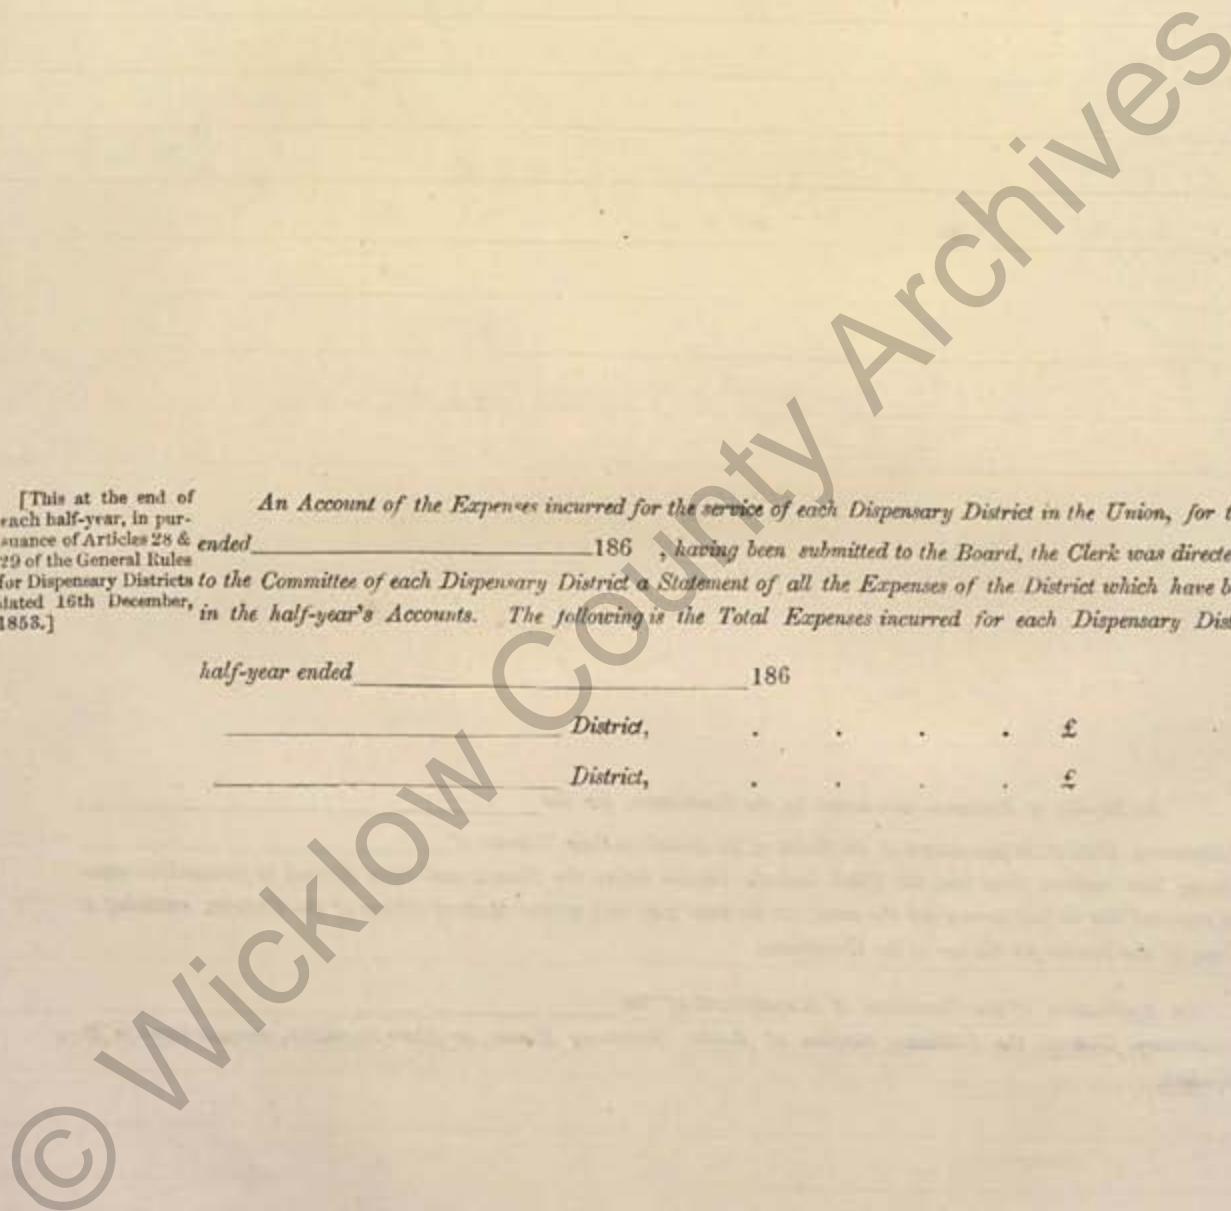 [This at the end of
each half-year, in pur-
suance of Articles 28 &
29 of the General Rules
for Dispensary Districts
dated 16th December,
1853.]
An Account of the Expenses incurred for the service of each Dispensary District in the Union, for
ended 186 , having been submitted to the Board, the Clerk was directe
to the Committee of each Dispensary District a Statement of all the Expenses of the District which have b
in the half-year's Accounts. The following is the Total Expenses incurred for each Dispensary Dist
half-year ended 186
District, . . . . £
District, . . . . £
© Wicklow County Archives